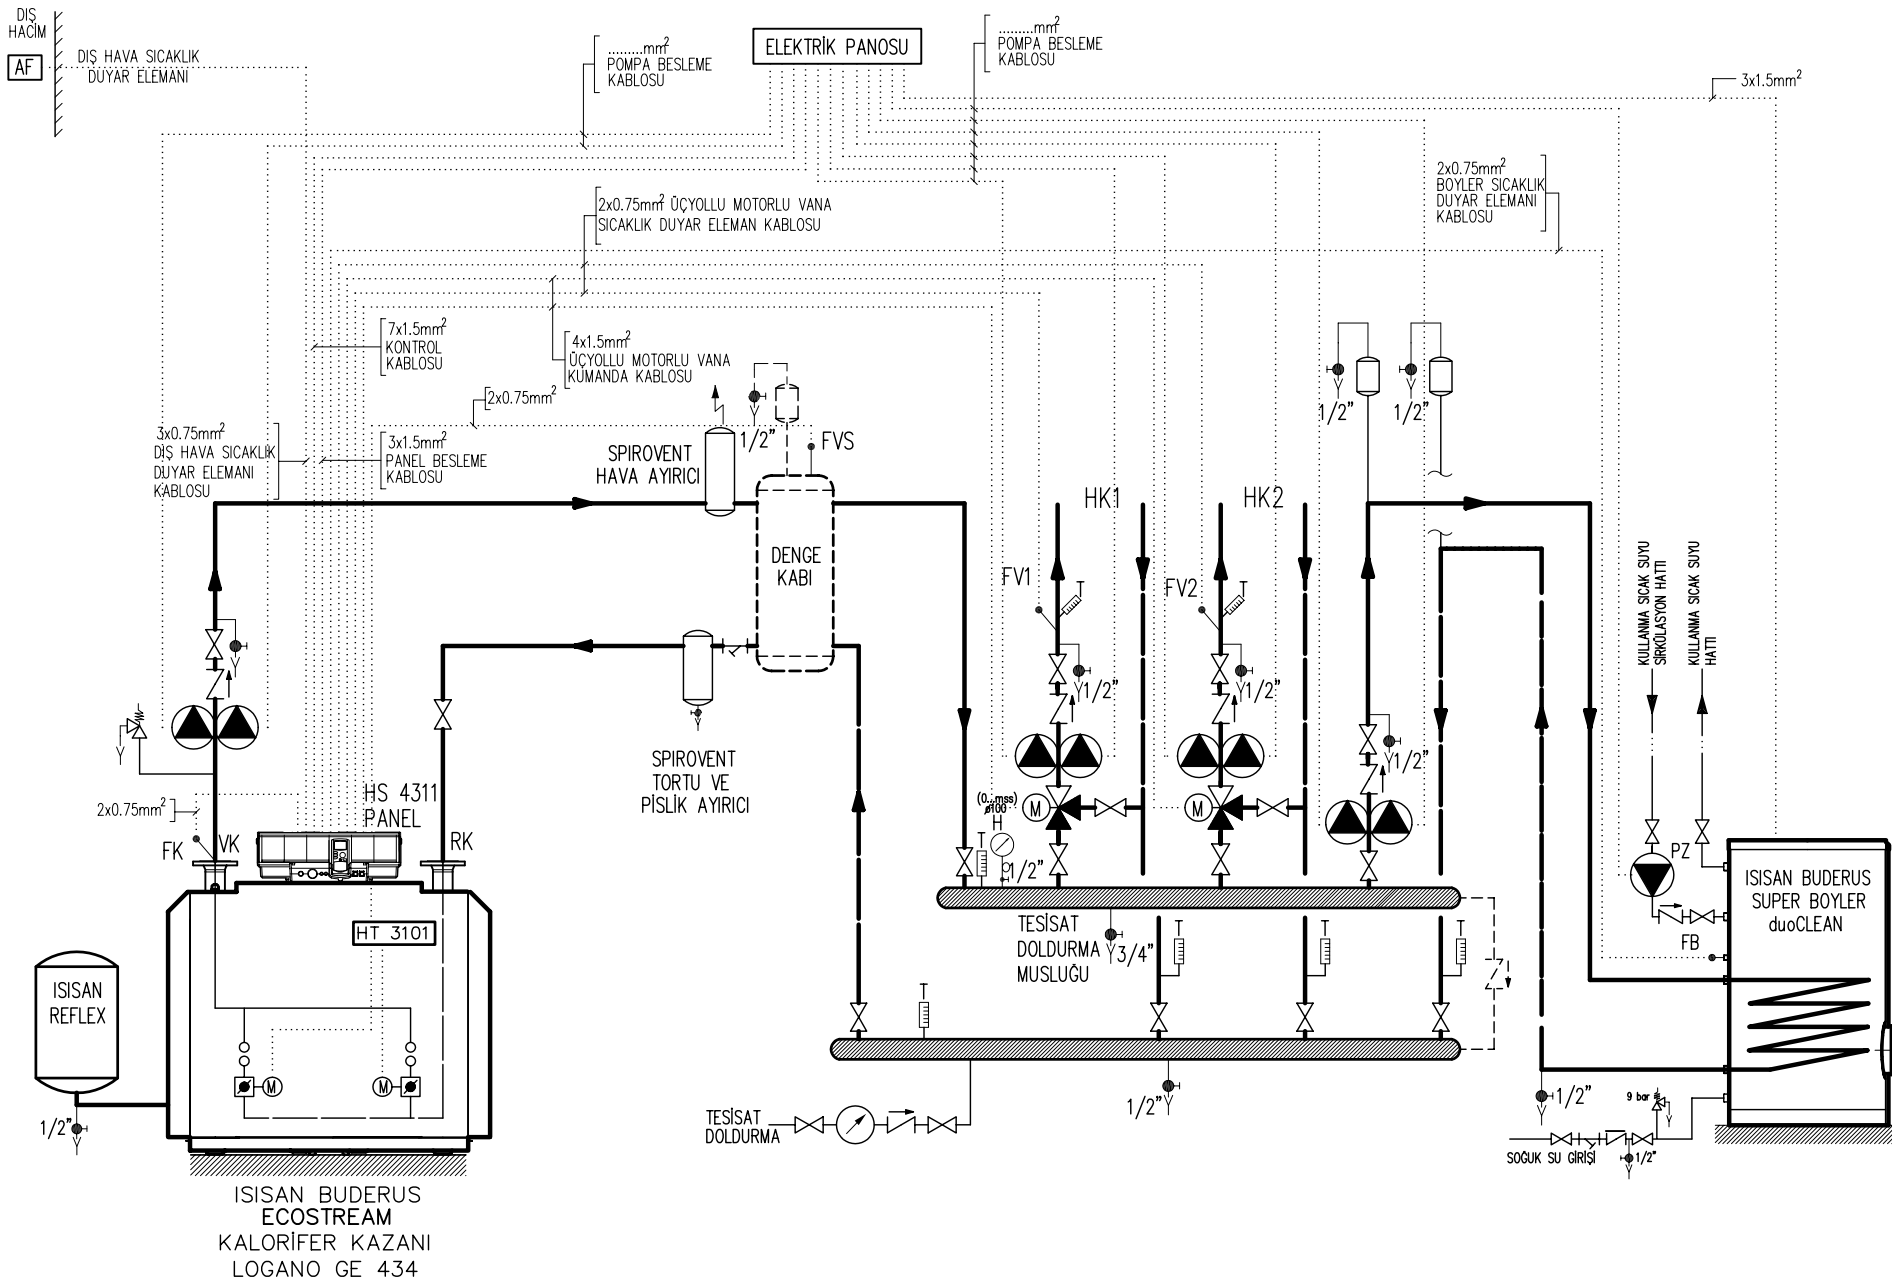 DIŞ
HACİM
AF
DIŞ HAVA SICAKLIK
DUYAR ELEMANI
.........mm²
POMPA BESLEME
KABLOSU
ELEKTRİK PANOSU
.........mm²
POMPA BESLEME
KABLOSU
3x1.5mm²
2x0.75mm² ÜÇYOLLU MOTORLU VANA
SICAKLIK DUYAR ELEMAN KABLOSU
2x0.75mm²
BOYLER SICAKLIK
DUYAR ELEMANI
KABLOSU
7x1.5mm²
KONTROL
KABLOSU
4x1.5mm²
ÜÇYOLLU MOTORLU VANA
KUMANDA KABLOSU
2x0.75mm²
3x0.75mm²
DIŞ HAVA SICAKLIK
DUYAR ELEMANI
KABLOSU
3x1.5mm²
PANEL BESLEME
KABLOSU
SPIROVENT
HAVA AYIRICI
1/2"
FVS
1/2"
1/2"
DENGE
KABI
HK1
HK2
FV1
T
FV2
T
1/2"
1/2"
1/2"
KULLANMA SICAK SUYU
SİRKÜLASYON HATTI
KULLANMA SICAK SUYU
HATTI
SPIROVENT
TORTU VE
PİSLİK AYIRICI
2x0.75mm²
HS 4311
PANEL
FK
VK
RK
(0...mss)
ø100
H
T
1/2"
M
M
PZ
ISISAN BUDERUS
SUPER BOYLER
duoCLEAN
FB
HT 3101
TESİSAT
DOLDURMA
MUSLUĞU
3/4"
T
T
T
T
ISISAN
REFLEX
M
M
1/2"
1/2"
TESİSAT
DOLDURMA
1/2"
9 bar
SOĞUK SU GİRİŞİ
1/2"
ISISAN BUDERUS
ECOSTREAM
KALORİFER KAZANI
LOGANO GE 434